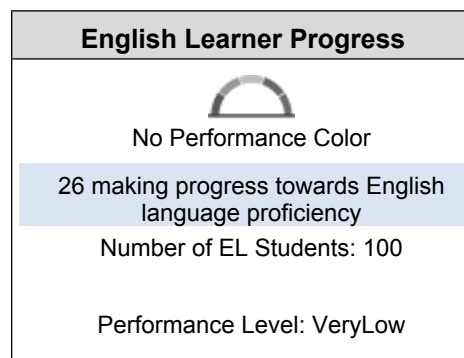 English Learner Progress
No Performance Color
26 making progress towards English
language proficiency
Number of EL Students: 100
Performance Level: VeryLow